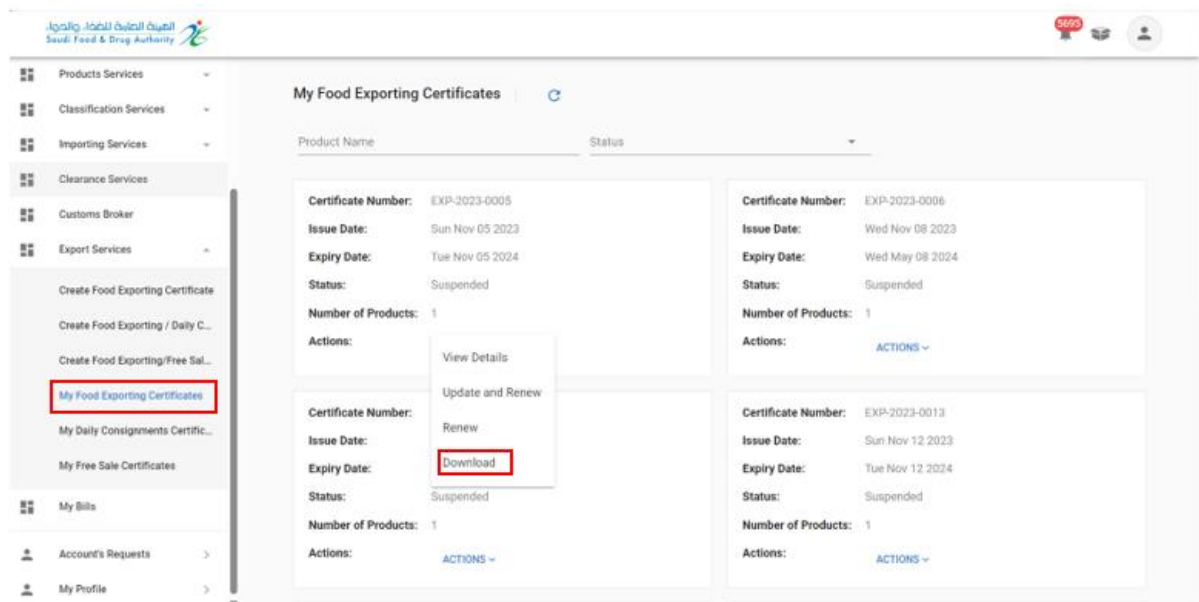 الهيئة العامة للغذاء والدواء
Saudi Food & Drug Authority
5695
Products Services
Classification Services
Importing Services
Clearance Services
Customs Broker
Export Services
Create Food Exporting Certificate
Create Food Exporting / Daily C...
Create Food Exporting/Free Sal...
My Food Exporting Certificates
My Daily Consignments Certific...
My Free Sale Certificates
My Bills
Account's Requests
My Profile
My Food Exporting Certificates
Product Name
Status
Certificate Number: EXP-2023-0005
Issue Date: Sun Nov 05 2023
Expiry Date: Tue Nov 05 2024
Status: Suspended
Number of Products: 1
Actions:
View Details
Update and Renew
Renew
Download
Certificate Number: EXP-2023-0006
Issue Date: Wed Nov 08 2023
Expiry Date: Wed May 08 2024
Status: Suspended
Number of Products: 1
Actions: ACTIONS
Certificate Number:
Issue Date:
Expiry Date:
Status: Suspended
Number of Products: 1
Actions: ACTIONS
Certificate Number: EXP-2023-0013
Issue Date: Sun Nov 12 2023
Expiry Date: Tue Nov 12 2024
Status: Suspended
Number of Products: 1
Actions: ACTIONS